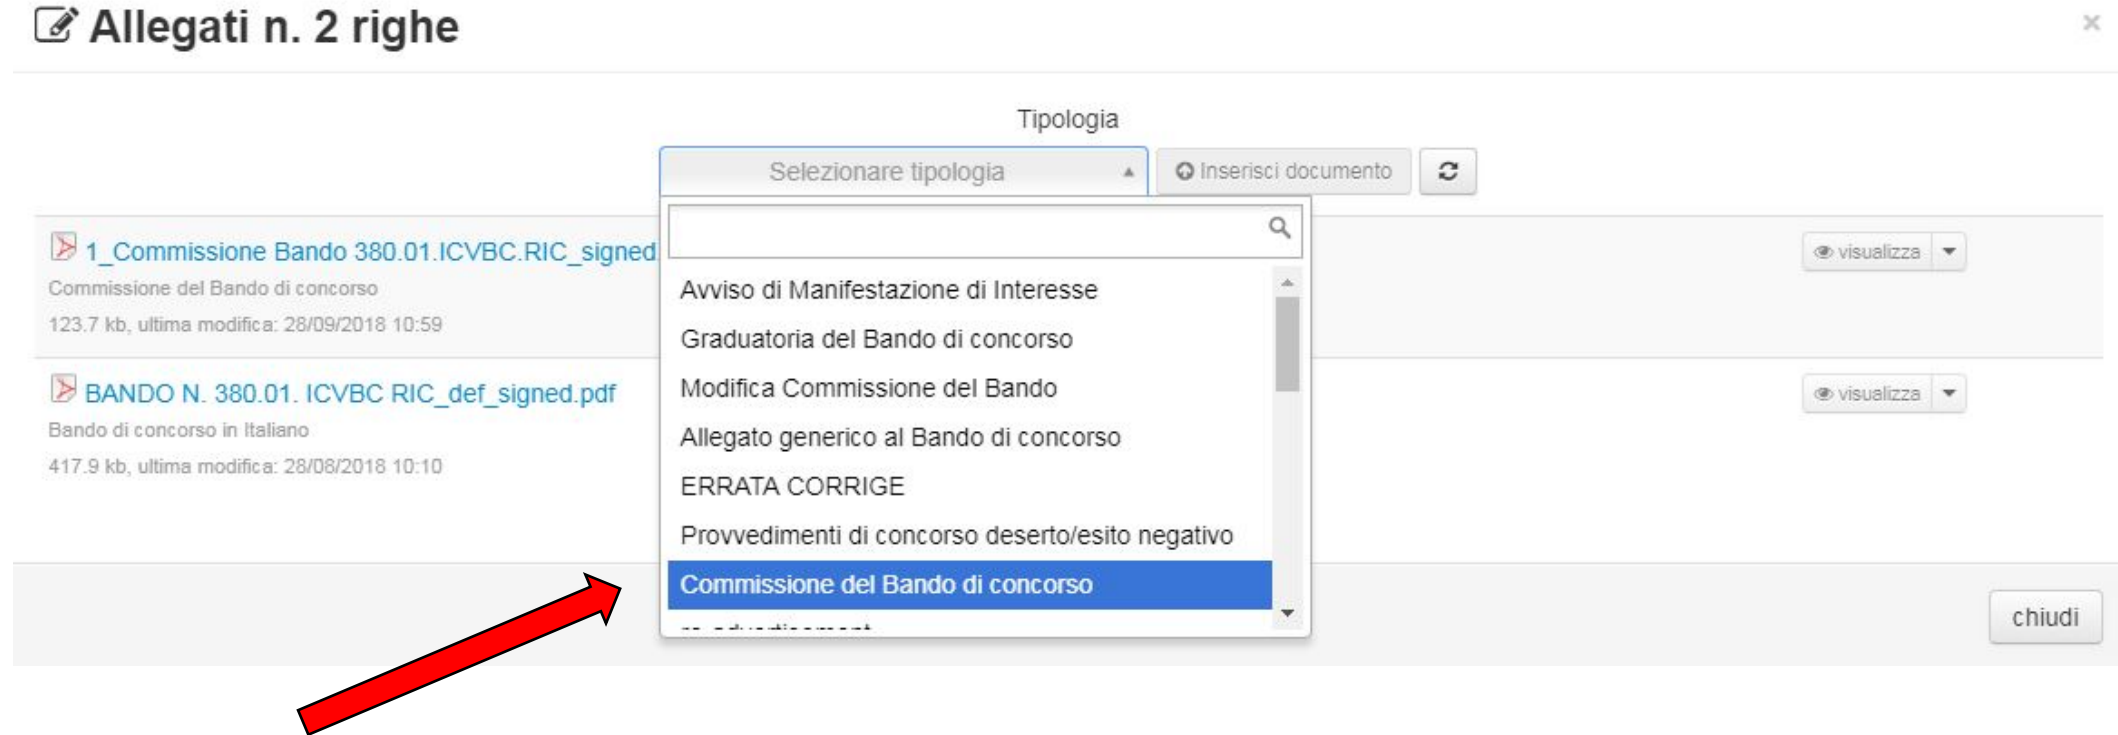 Allegati n. 2 righe
×
Tipologia
Selezionare tipologia
Inserisci documento
1_Commissione Bando 380.01.ICVBC.RIC_signed.
visualizza
Commissione del Bando di concorso
123.7 kb, ultima modifica: 28/09/2018 10:59
BANDO N. 380.01. ICVBC RIC_def_signed.pdf
visualizza
Bando di concorso in Italiano
417.9 kb, ultima modifica: 28/08/2018 10:10
Avviso di Manifestazione di Interesse
Graduatoria del Bando di concorso
Modifica Commissione del Bando
Allegato generico al Bando di concorso
ERRATA CORRIGE
Provvedimenti di concorso deserto/esito negativo
Commissione del Bando di concorso
chiudi